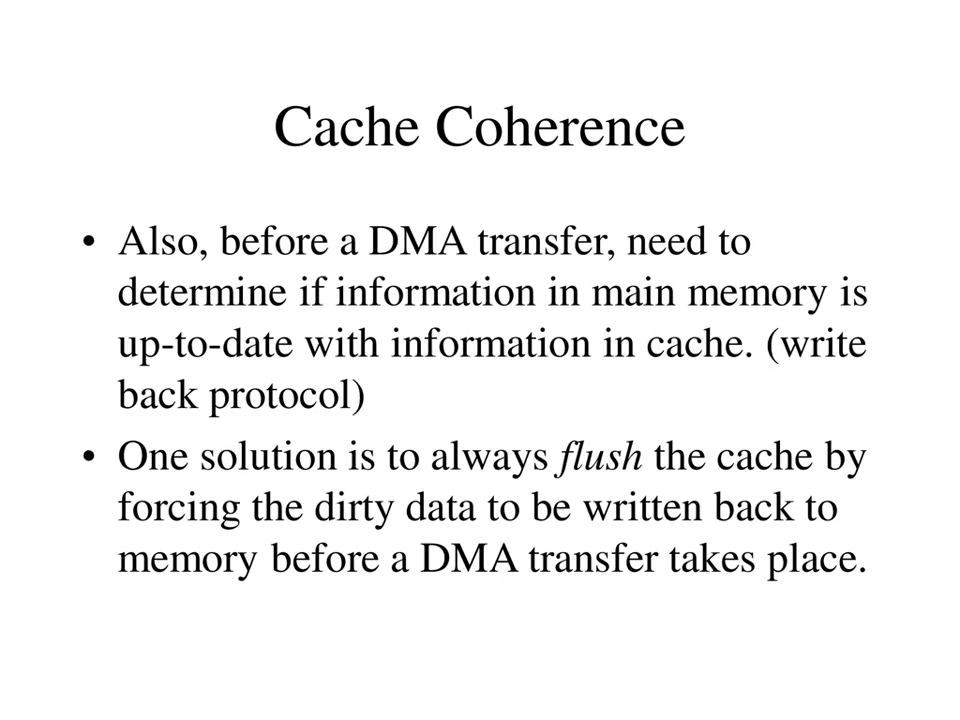 Cache Coherence
• Also, before a DMA transfer, need to
determine if information in main memory is
up-to-date with information in cache. (write
back protocol)
• One solution is to always flush the cache by
forcing the dirty data to be written back to
memory before a DMA transfer takes place.